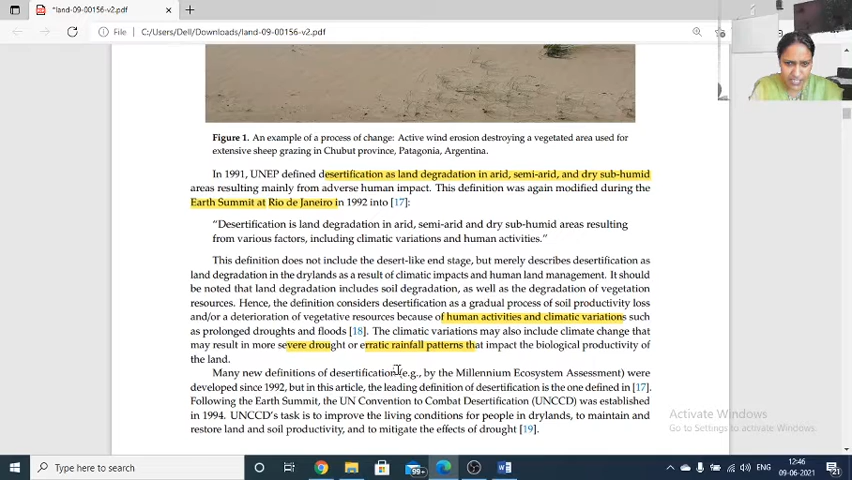 *land-09-00156-v2.pdf
File
C:/Users/Dell/Downloads/land-09-00156-v2.pdf
Figure 1. An example of a process of change: Active wind erosion destroying a vegetated area used for
extensive sheep grazing in Chubut province, Patagonia, Argentina.
In 1991, UNEP defined desertification as land degradation in arid, semi-arid, and dry sub-humid
areas resulting mainly from adverse human impact. This definition was again modified during the
Earth Summit at Rio de Janeiro in 1992 into [17]:
“Desertification is land degradation in arid, semi-arid and dry sub-humid areas resulting
from various factors, including climatic variations and human activities.”
This definition does not include the desert-like end stage, but merely describes desertification as
land degradation in the drylands as a result of climatic impacts and human land management. It should
be noted that land degradation includes soil degradation, as well as the degradation of vegetation
resources. Hence, the definition considers desertification as a gradual process of soil productivity loss
and/or a deterioration of vegetative resources because of human activities and climatic variations such
as prolonged droughts and floods [18]. The climatic variations may also include climate change that
may result in more severe drought or erratic rainfall patterns that impact the biological productivity of
the land.
Many new definitions of desertification (e.g., by the Millennium Ecosystem Assessment) were
developed since 1992, but in this article, the leading definition of desertification is the one defined in [17].
Following the Earth Summit, the UN Convention to Combat Desertification (UNCCD) was established
in 1994. UNCCD's task is to improve the living conditions for people in drylands, to maintain and
restore land and soil productivity, and to mitigate the effects of drought [19].
Activate Windows
Go to Settings to activate Windows.
Type here to search
99+
ENG
12:46
09-06-2021
21